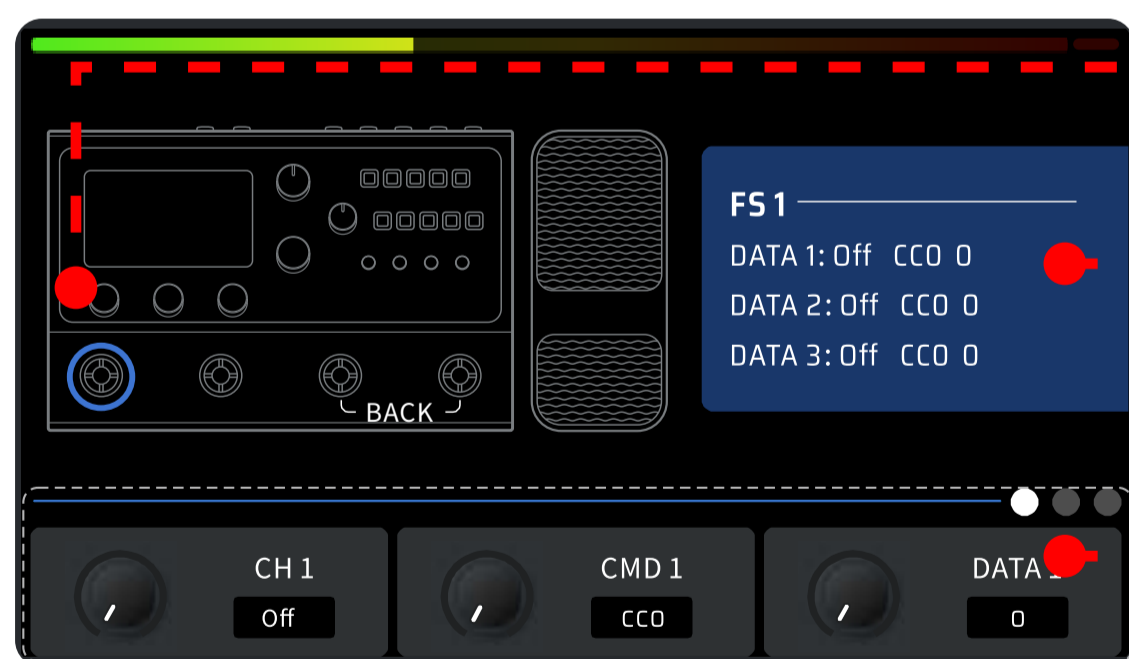 FS 1
DATA 1: Off CC0 0
DATA 2: Off CC0 0
DATA 3: Off CC0 0
BACK
CH 1 CMD 1 DATA
Off CC0 0